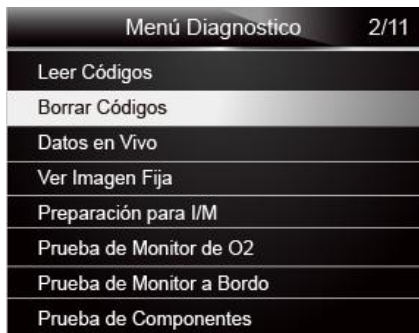 Menú Diagnostico 2/11
Leer Códigos
Borrar Códigos
Datos en Vivo
Ver Imagen Fija
Preparación para I/M
Prueba de Monitor de O2
Prueba de Monitor a Bordo
Prueba de Componentes